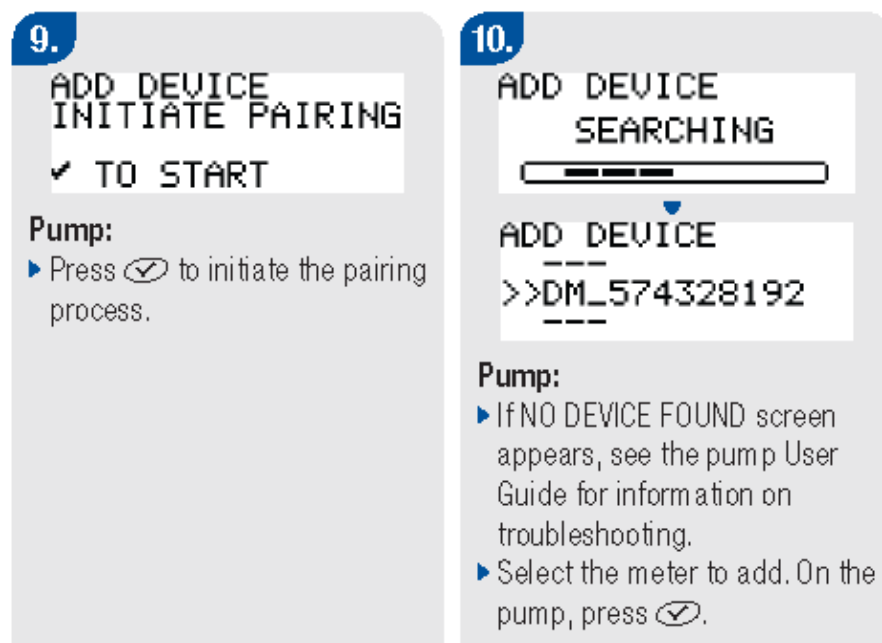 9.
ADD DEVICE
INITIATE PAIRING
✔ TO START
Pump:
Press ✔ to initiate the pairing
process.
10.
ADD DEVICE
SEARCHING
ADD DEVICE
---
>>DM_574328192
---
Pump:
If NO DEVICE FOUND screen
appears, see the pump User
Guide for information on
troubleshooting.
Select the meter to add. On the
pump, press ✔.